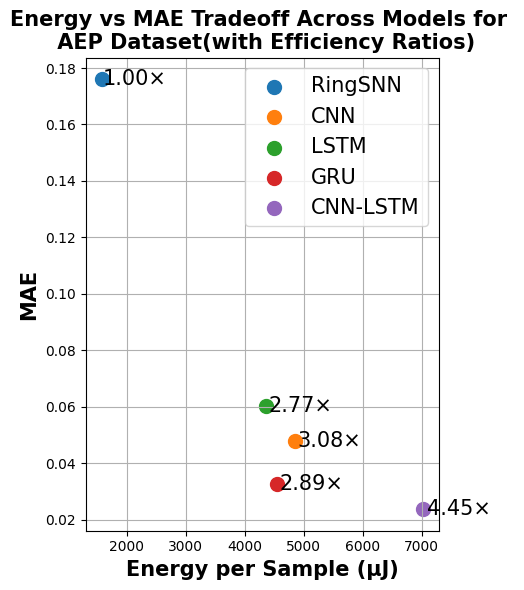 Energy vs MAE Tradeoff Across Models for
AEP Dataset(with Efficiency Ratios)
0.18
0.16
0.14
0.12
0.10
0.08
0.06
0.04
0.02
MAE
1.00×
2.77×
3.08×
2.89×
4.45×
RingSNN
CNN
LSTM
GRU
CNN-LSTM
2000 3000 4000 5000 6000 7000
Energy per Sample (µJ)